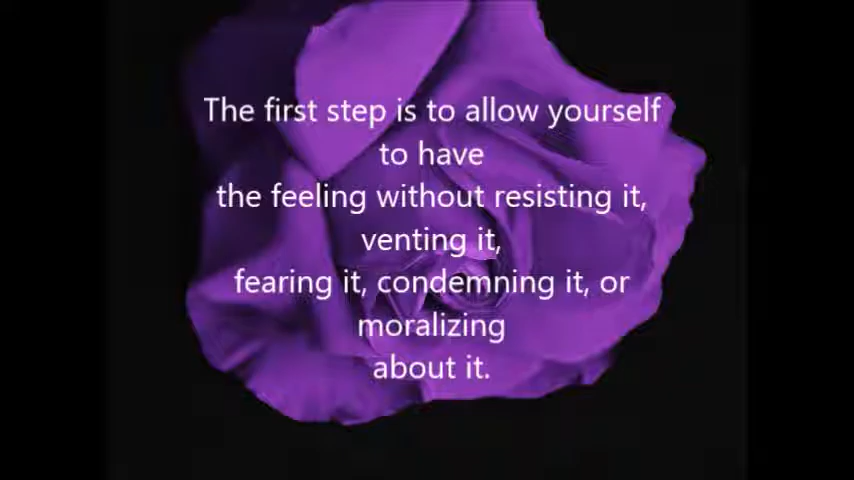 The first step is to allow yourself
to have
the feeling without resisting it,
venting it,
fearing it, condemning it, or
moralizing
about it.